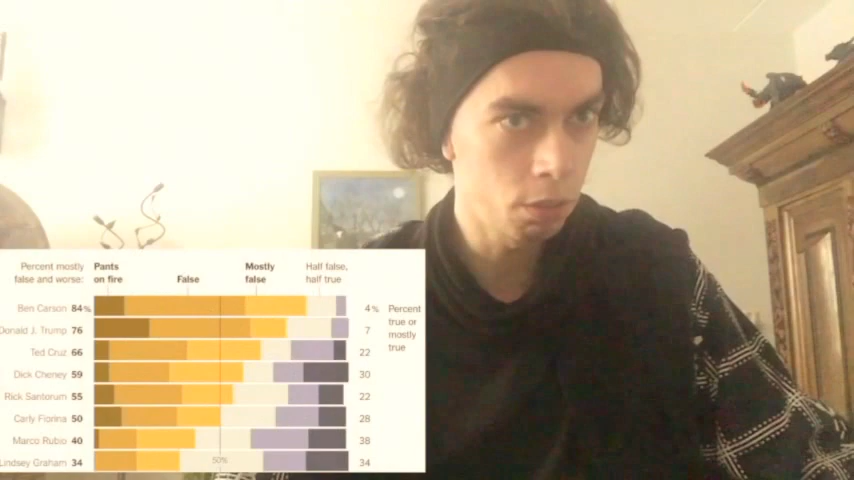 Percent mostly
false and worse:
Pants
on fire
False
Mostly
false
Half false,
half true
Ben Carson 84% 4% Percent
true or
mostly
true
Donald J. Trump 76 7
Ted Cruz 66 22
Dick Cheney 59 30
Rick Santorum 55 22
Carly Fiorina 50 28
Marco Rubio 40 38
Lindsey Graham 34 50% 34